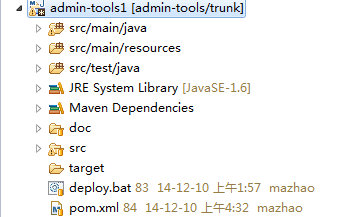 admin-tools1 [admin-tools/trunk]
src/main/java
src/main/resources
src/test/java
JRE System Library [JavaSE-1.6]
Maven Dependencies
doc
src
target
deploy.bat 83 14-12-10 上午1:57 mazhao
pom.xml 84 14-12-10 上午4:32 mazhao